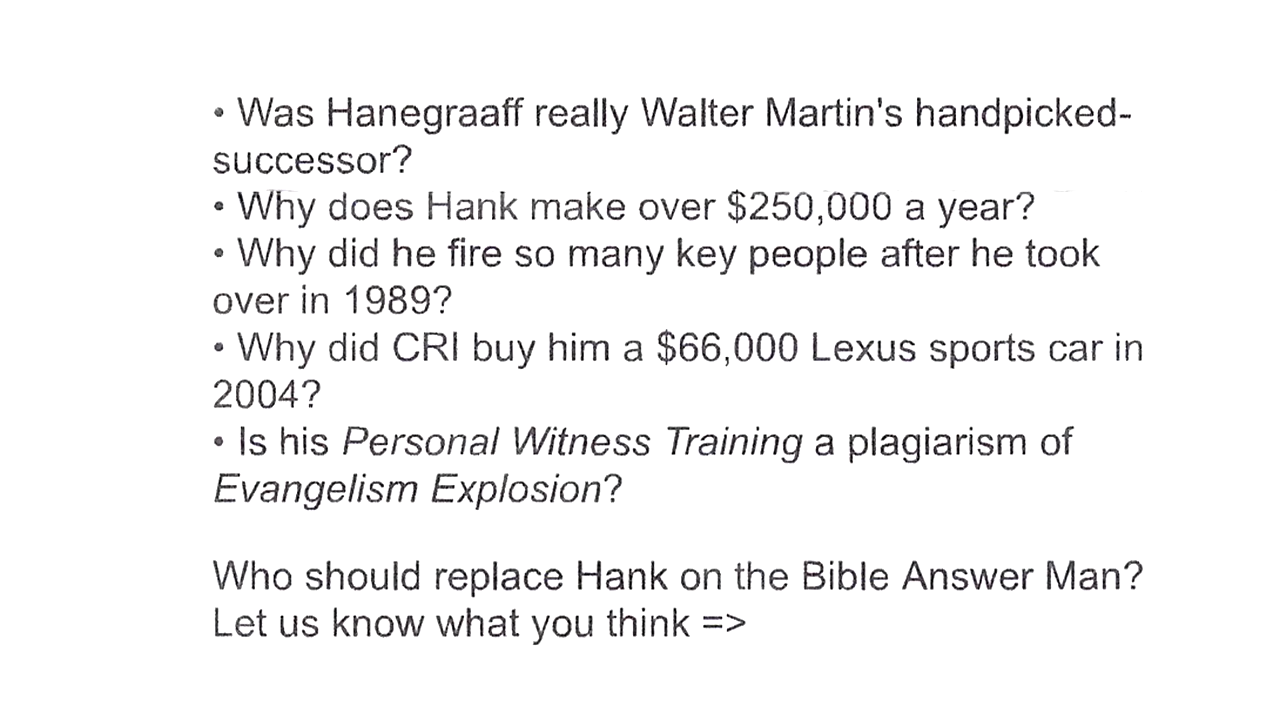 • Was Hanegraaff really Walter Martin's handpicked-
successor?
• Why does Hank make over $250,000 a year?
• Why did he fire so many key people after he took
over in 1989?
• Why did CRI buy him a $66,000 Lexus sports car in
2004?
• Is his Personal Witness Training a plagiarism of
Evangelism Explosion?
Who should replace Hank on the Bible Answer Man?
Let us know what you think =>